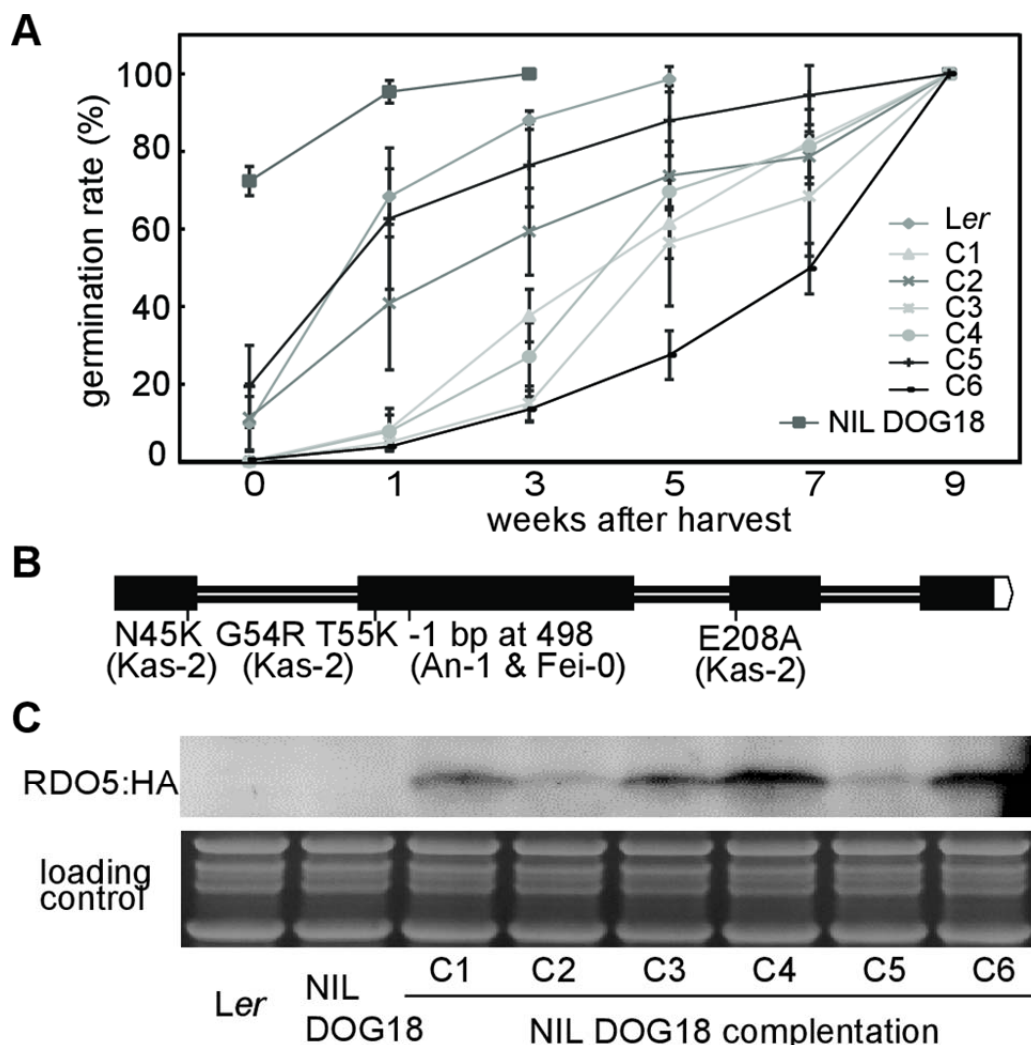 A
germination rate (%)
100
80
60
40
20
0
0 1 3 5 7 9
weeks after harvest
Ler
C1
C2
C3
C4
C5
C6
NIL DOG18
B
N45K G54R T55K -1 bp at 498 E208A
(Kas-2) (Kas-2) (An-1 & Fei-0) (Kas-2)
C
RDO5:HA
loading
control
C1 C2 C3 C4 C5 C6
Ler NIL
DOG18 NIL DOG18 complentation